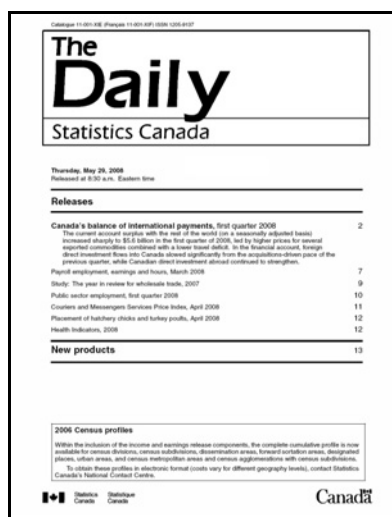 Catalogue 11-001-XIE (Français 11-001-XIF) ISSN 1205-9137
The
Daily
Statistics Canada
Thursday, May 29, 2008
Released at 8:30 a.m. Eastern time
Releases
Canada's balance of international payments, first quarter 2008 2
The current account surplus with the rest of the world (on a seasonally adjusted basis)
increased sharply to $5.6 billion in the first quarter of 2008, led by higher prices for several
exported commodities combined with a lower travel deficit. In the financial account, foreign
direct investment flows into Canada slowed significantly from the acquisitions-driven pace of the
previous quarter, while Canadian direct investment abroad continued to strengthen.
Payroll employment, earnings and hours, March 2008 7
Study: The year in review for wholesale trade, 2007 9
Public sector employment, first quarter 2008 10
Couriers and Messengers Services Price Index, April 2008 11
Placement of hatchery chicks and turkey poults, April 2008 12
Health Indicators, 2008 12
New products 13
2006 Census profiles
Within the inclusion of the income and earnings release components, the complete cumulative profile is now
available for census divisions, census subdivisions, dissemination areas, forward sortation areas, designated
places, urban areas, and census metropolitan areas and census agglomerations with census subdivisions.
To obtain these profiles in electronic format (costs vary for different geography levels), contact Statistics
Canada's National Contact Centre.
Statistics Statistique
Canada Canada
Canada